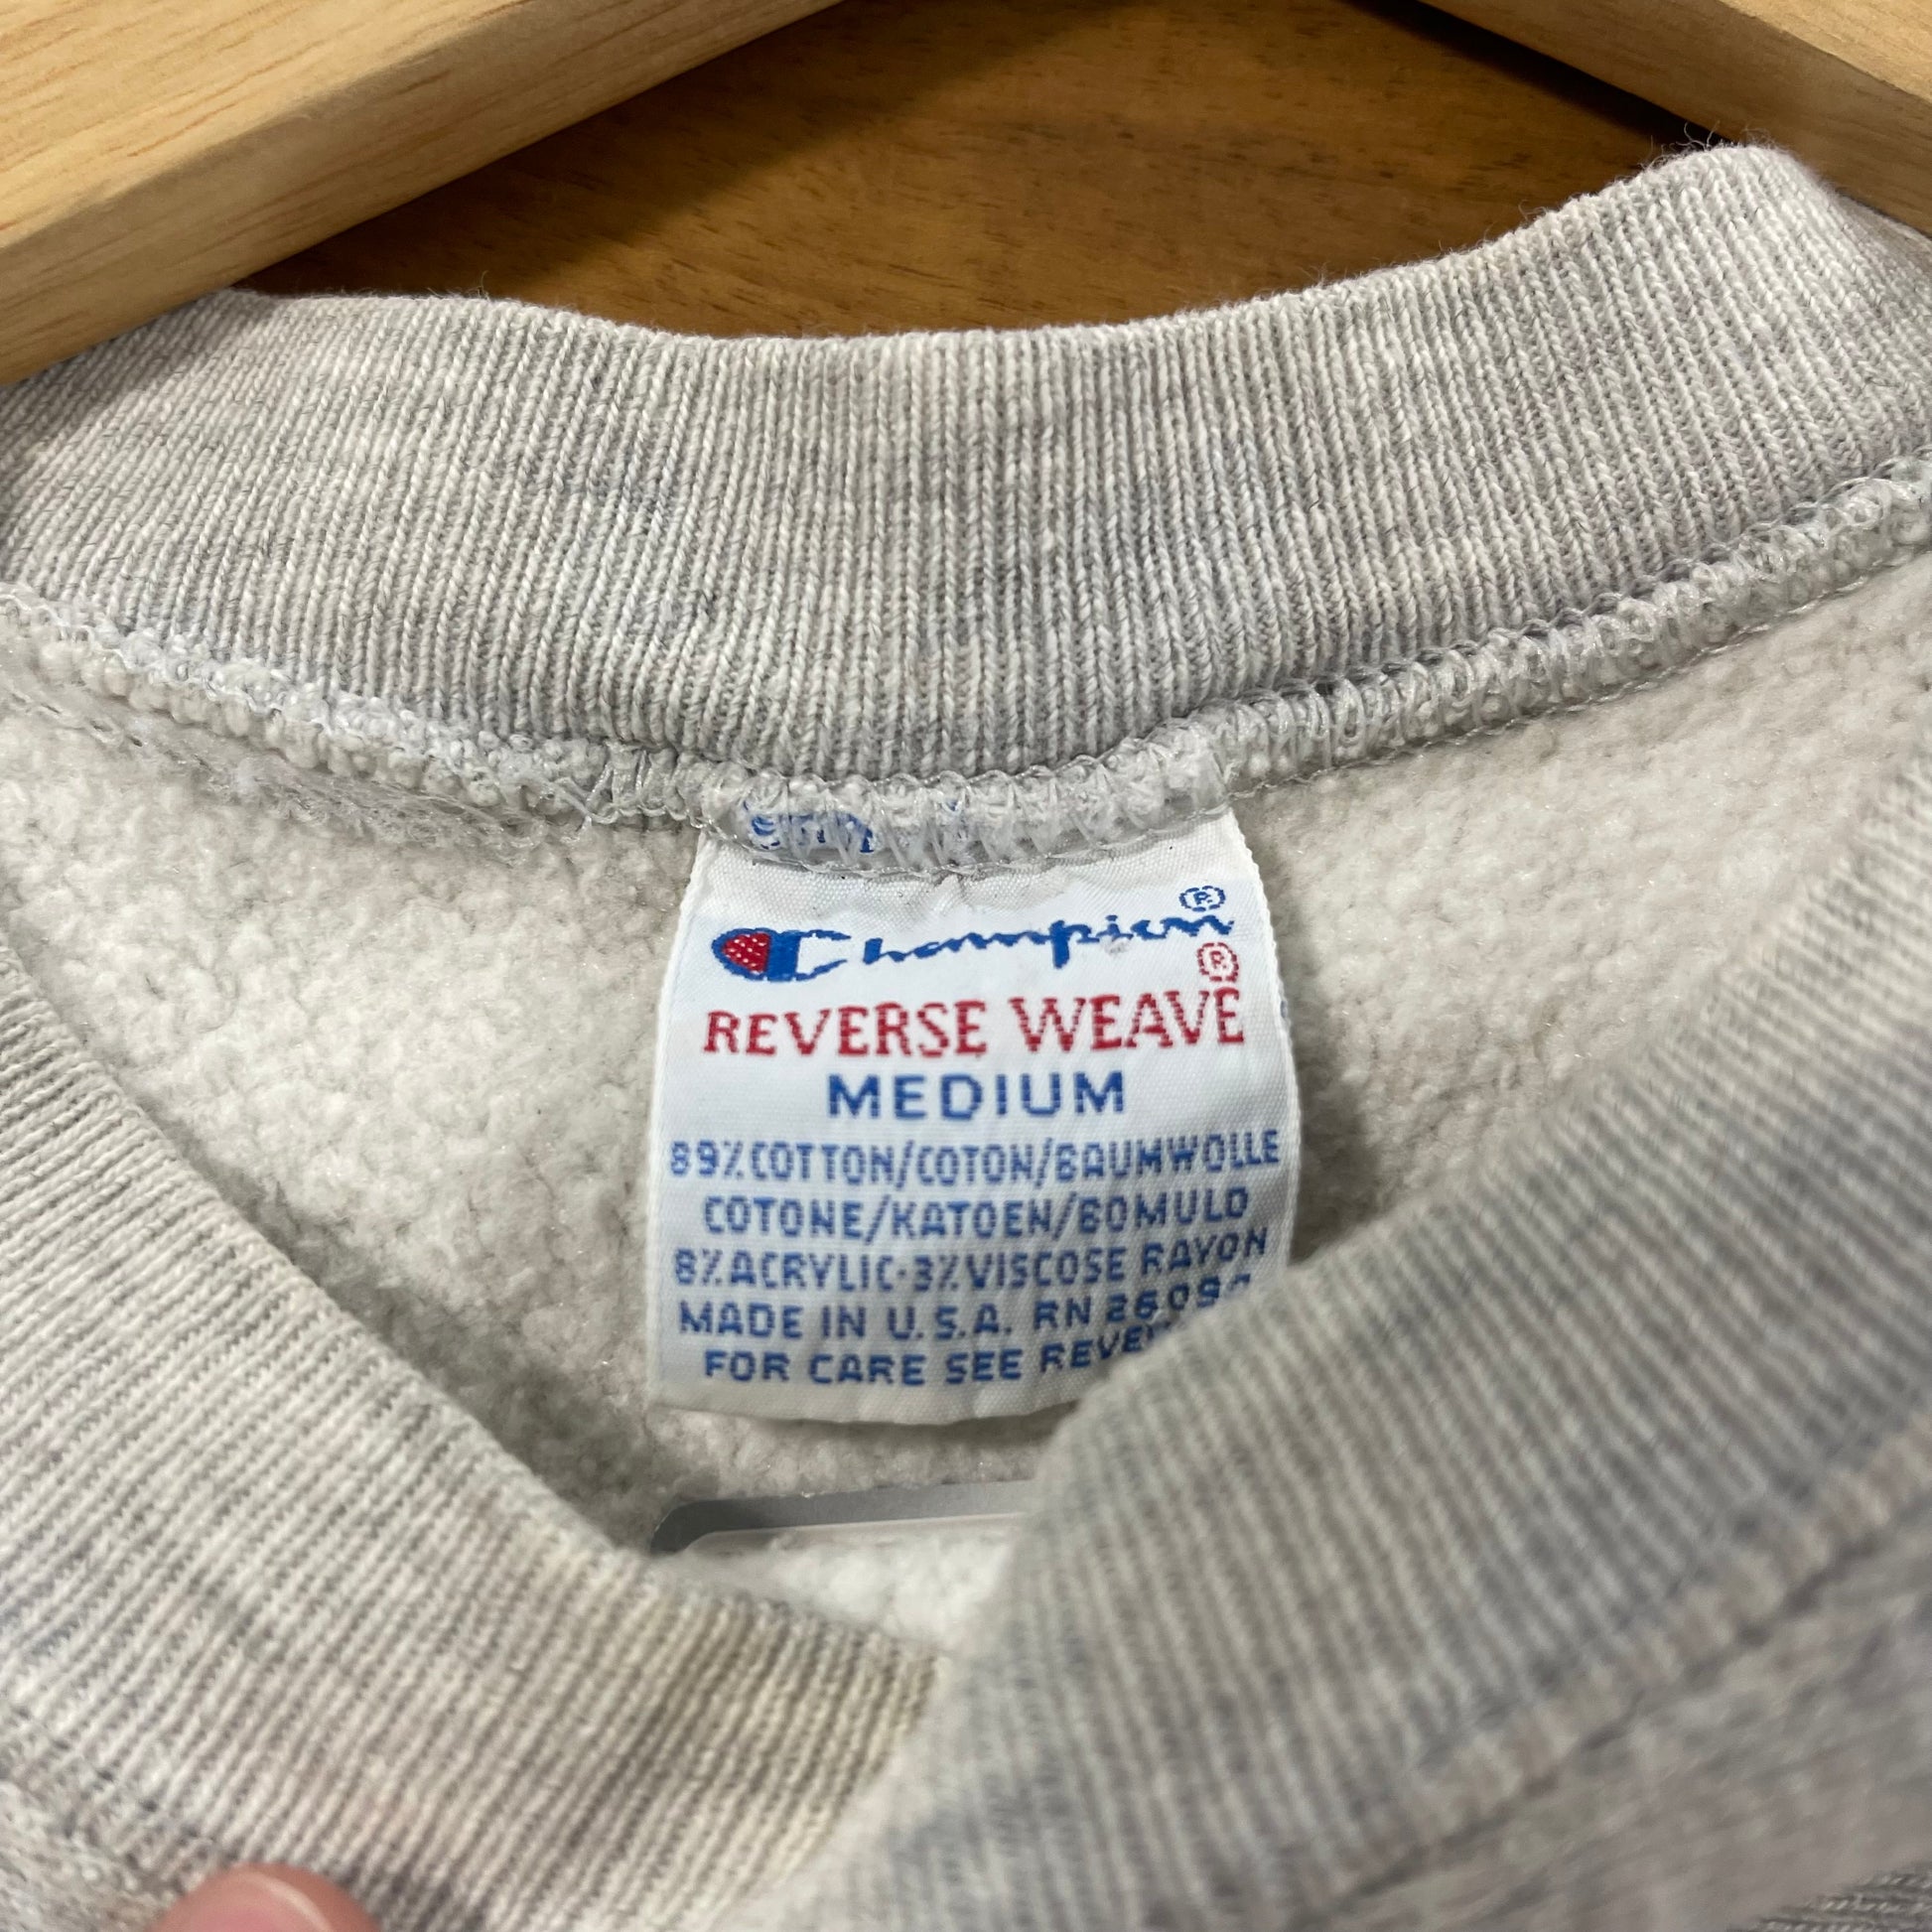 Champion®
®
REVERSE WEAVE
MEDIUM
89% COTTON/COTON/BAUMWOLLE
COTONE/KATOEN/BOMULD
8% ACRYLIC·3% VISCOSE RAYON
MADE IN U.S.A. RN
FOR CARE SEE